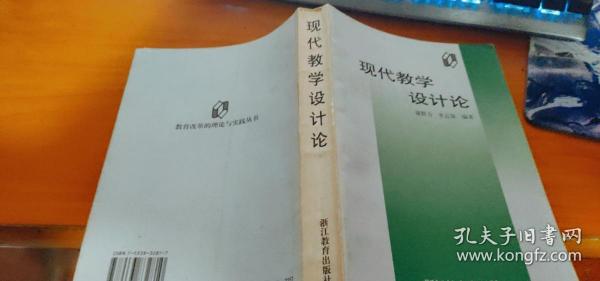 教育改革的理论与实践丛书
现代教学设计论
浙江教育出版社
现代教学
设计论
编著
孔夫子旧书网
www.kongfz.com